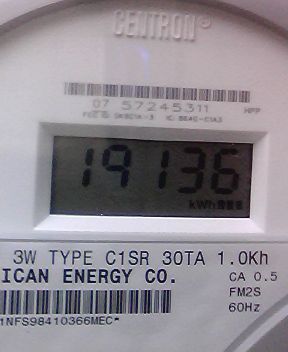 CENTRON®
07 57245311 HPP
19136
kWh
3W TYPE C1SR 30TA 1.0Kh
ICAN ENERGY CO. CA 0.5
FM2S
60Hz
1NFS98410366MEC*